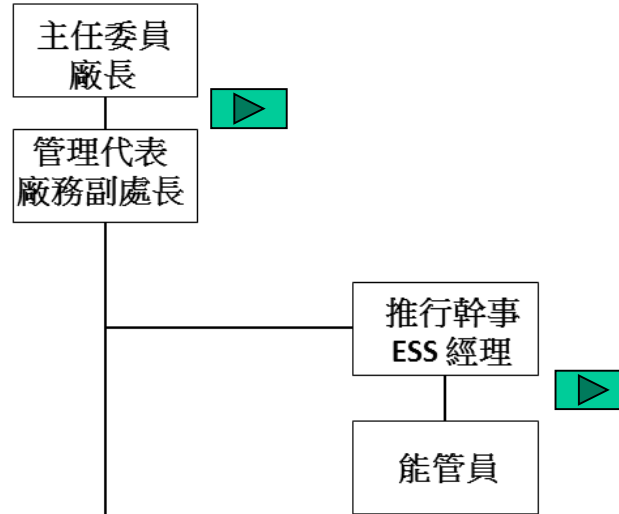 主任委員
廠長
管理代表
廠務副處長
推行幹事
ESS 經理
能管員